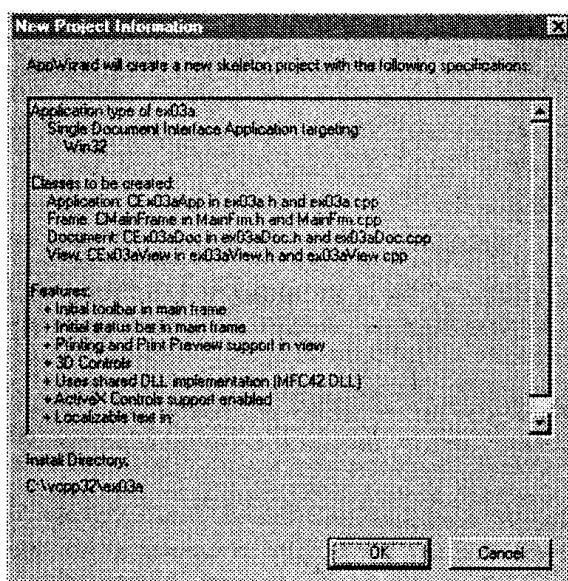 New Project Information
AppWizard will create a new skeleton project with the following specifications:
Application type of ex03a:
Single Document Interface Application targeting:
Win32
Classes to be created:
Application: CEx03aApp in ex03a.h and ex03a.cpp
Frame: CMainFrame in MainFrm.h and MainFrm.cpp
Document: CEx03aDoc in ex03aDoc.h and ex03aDoc.cpp
View: CEx03aView in ex03aView.h and ex03aView.cpp
Features:
+ Initial toolbar in main frame
+ Initial status bar in main frame
+ Printing and Print Preview support in view
+ 3D Controls
+ Uses shared DLL implementation (MFC42.DLL)
+ ActiveX Controls support enabled
+ Localizable text in:
Install Directory:
C:\vcpp32\ex03a
OK
Cancel